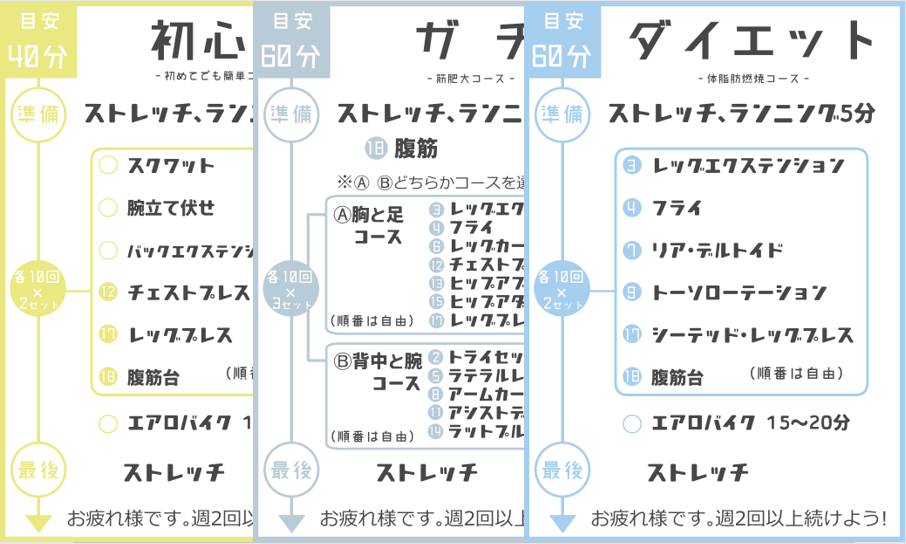 目安
40分
初心
- 初めてでも簡単コ
準備
ストレッチ、ラン
スクワット
腕立て伏せ
バックエクステンシ
各10回
×
2セット
⑫ チェストプレス
⑰ レッグプレス
⑱ 腹筋台
(順
エアロバイク 1
最後
ストレッチ
お疲れ様です。週2回以
目安
60分
ガチ
- 筋肥大コース -
準備
ストレッチ、ランニ
⑱ 腹筋
※Ⓐ Ⓑどちらかコースを選
Ⓐ胸と足
コース
③ レッグエク
④ フライ
⑥ レッグカー
⑫ チェストプ
⑬ ヒップアブ
⑮ ヒップアダ
⑰ レッグプレ
(順番は自由)
各10回
×
3セット
Ⓑ背中と腕
コース
② トライセッ
⑤ ラテラルレ
⑧ アームカー
⑪ アシストデ
⑭ ラットプル
(順番は自由)
最後
ストレッチ
お疲れ様です。週2回以上
目安
60分
ダイエット
- 体脂肪燃焼コース -
準備
ストレッチ、ランニング5分
③ レッグエクステンション
④ フライ
⑦ リア・デルトイド
各10回
×
2セット
⑨ トーソローテーション
⑰ シーテッド・レッグプレス
⑱ 腹筋台
(順番は自由)
エアロバイク 15〜20分
最後
ストレッチ
お疲れ様です。週2回以上続けよう!